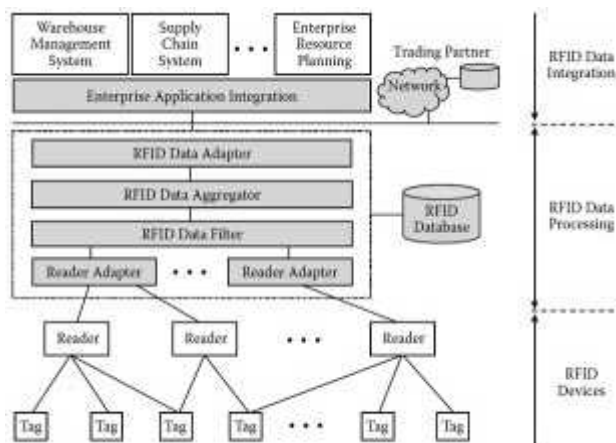 Warehouse
Management
System
Supply
Chain
System
• • •
Enterprise
Resource
Planning
Trading Partner
Network
RFID Data
Integration
Enterprise Application Integration
RFID Data Adapter
RFID Data Aggregator
RFID Data Filter
Reader Adapter
• • •
Reader Adapter
RFID
Database
RFID Data
Processing
Reader
Reader
• • •
Reader
RFID
Devices
Tag
Tag
Tag
Tag
• • •
Tag
Tag